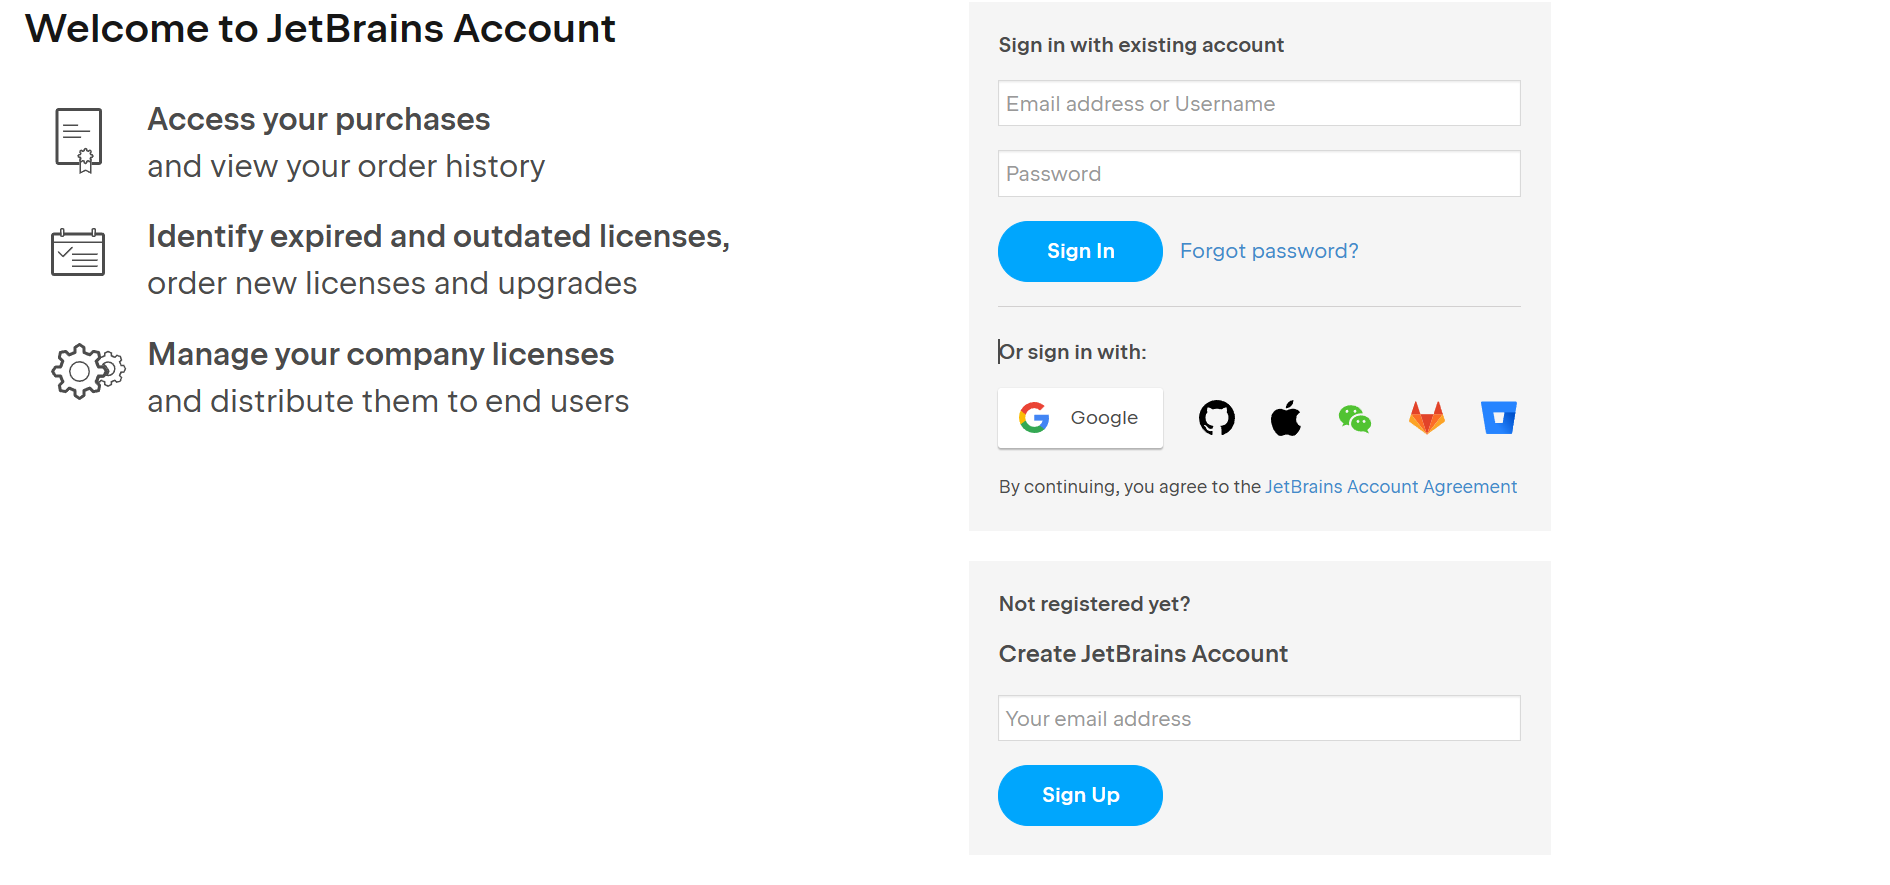 Welcome to JetBrains Account
Access your purchases
and view your order history
Identify expired and outdated licenses,
order new licenses and upgrades
Manage your company licenses
and distribute them to end users
Sign in with existing account
Email address or Username
Password
Sign In
Forgot password?
Or sign in with:
Google
By continuing, you agree to the JetBrains Account Agreement
Not registered yet?
Create JetBrains Account
Your email address
Sign Up